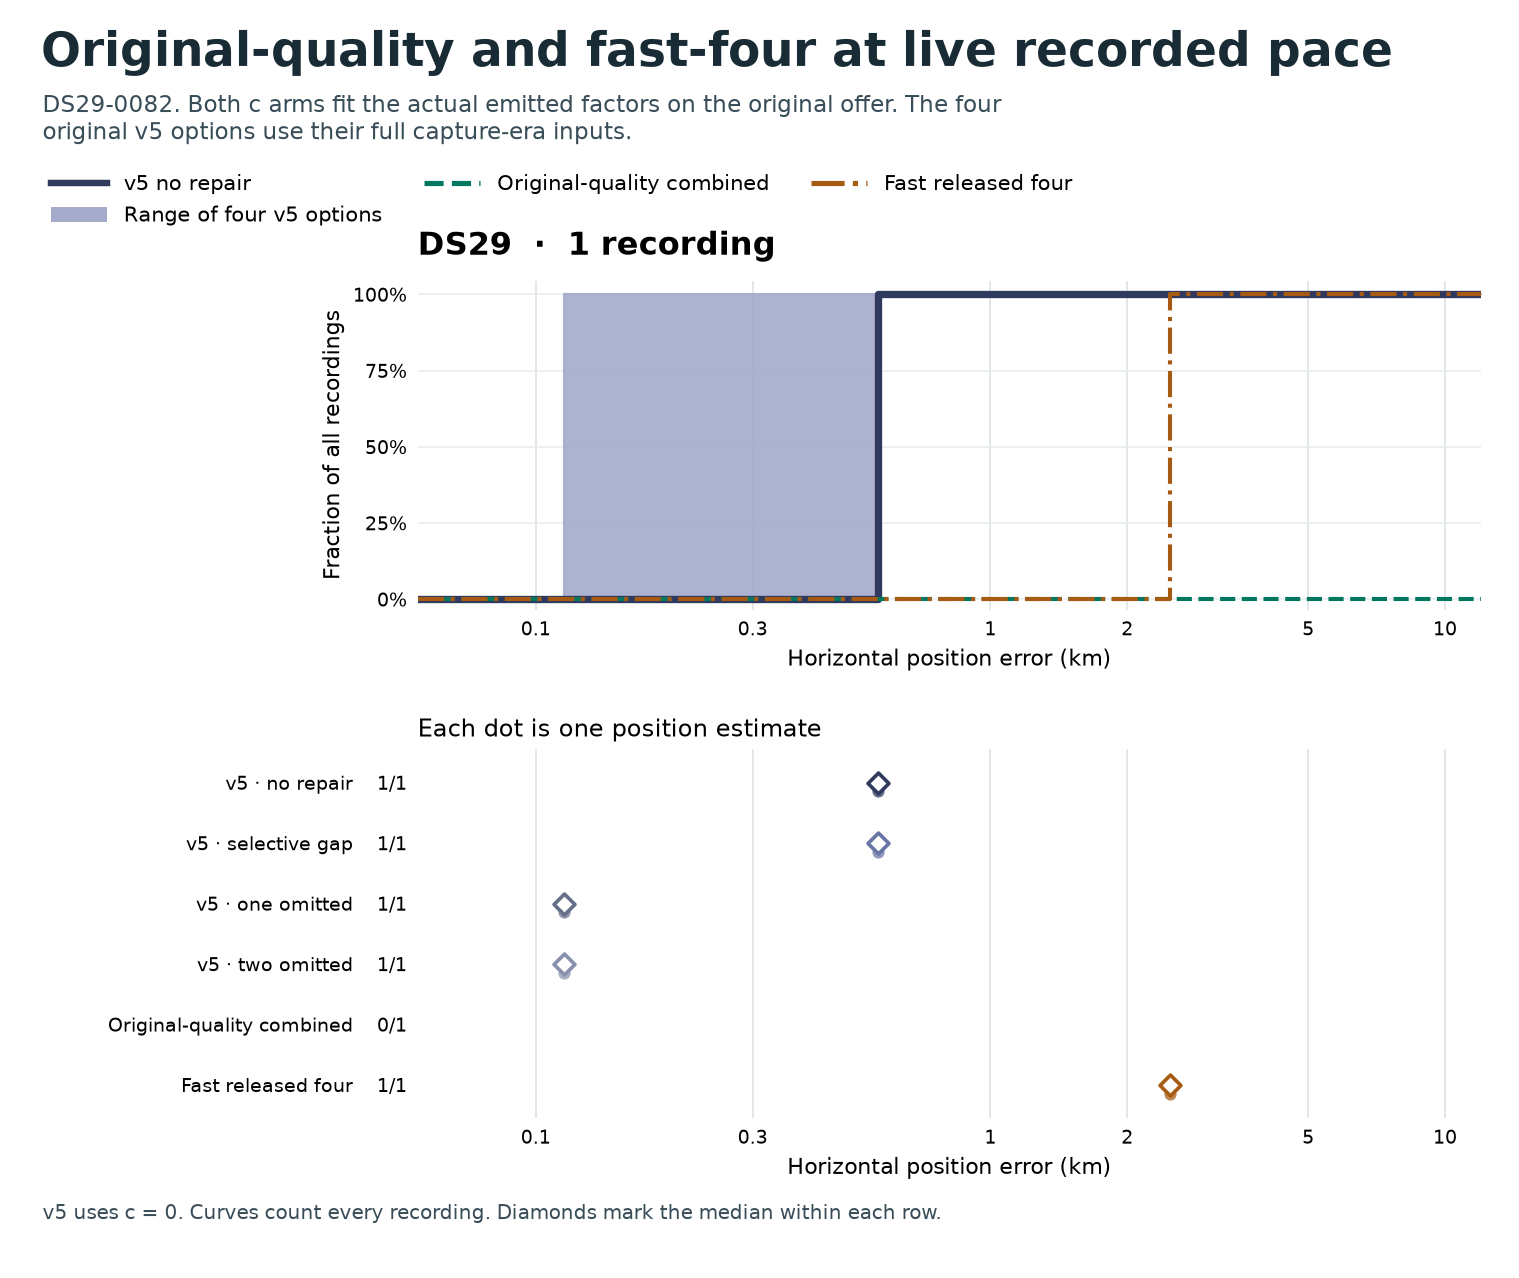 Original-quality and fast-four at live recorded pace
DS29-0082. Both c arms fit the actual emitted factors on the original offer. The four
original v5 options use their full capture-era inputs.
v5 no repair
Original-quality combined
Fast released four
Range of four v5 options
DS29 · 1 recording
100%
75%
50%
25%
0%
Fraction of all recordings
0.1 0.3 1 2 5 10
Horizontal position error (km)
Each dot is one position estimate
v5 · no repair 1/1
v5 · selective gap 1/1
v5 · one omitted 1/1
v5 · two omitted 1/1
Original-quality combined 0/1
Fast released four 1/1
0.1 0.3 1 2 5 10
Horizontal position error (km)
v5 uses c = 0. Curves count every recording. Diamonds mark the median within each row.